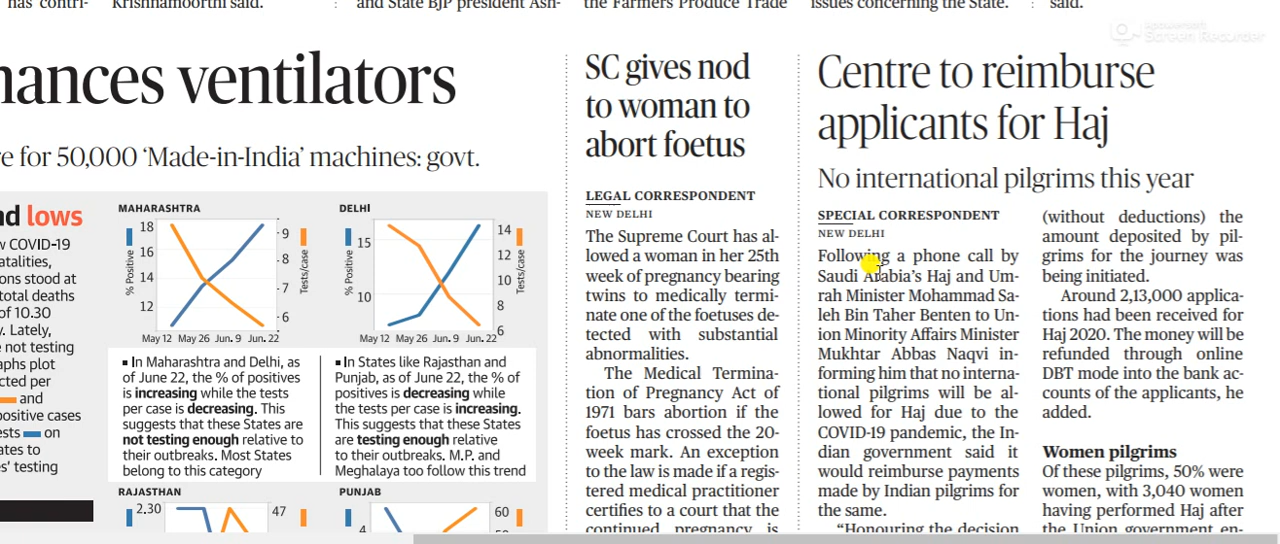 has contri-
Krishnamoorthi said.
and State BJP president Ash-
the Farmers Produce Trade
issues concerning the State.
said.
Screen Recorder
nances ventilators
e for 50,000 ‘Made-in-India’ machines: govt.
nd lows
w COVID-19
atalities,
ons stood at
total deaths
of 10.30
y. Lately,
e not testing
aphs plot
cted per
and
positive cases
ests on
ates to
es’ testing
MAHARASHTRA
% Positive
18
16
14
12
9
8
7
6
Tests/case
May 12 May 26 Jun. 9 Jun. 22
DELHI
% Positive
15
10
14
12
10
8
6
Tests/case
May 12 May 26 Jun. 9 Jun. 22
▪ In Maharashtra and Delhi, as
of June 22, the % of positives
is increasing while the tests
per case is decreasing. This
suggests that these States are
not testing enough relative to
their outbreaks. Most States
belong to this category
▪ In States like Rajasthan and
Punjab, as of June 22, the % of
positives is decreasing while
the tests per case is increasing.
This suggests that these States
are testing enough relative
to their outbreaks. M.P. and
Meghalaya too follow this trend
RAJASTHAN
2.30
47
PUNJAB
4
60
SC gives nod
to woman to
abort foetus
LEGAL CORRESPONDENT
NEW DELHI
The Supreme Court has al-
lowed a woman in her 25th
week of pregnancy bearing
twins to medically termi-
nate one of the foetuses de-
tected with substantial
abnormalities.
The Medical Termina-
tion of Pregnancy Act of
1971 bars abortion if the
foetus has crossed the 20-
week mark. An exception
to the law is made if a regis-
tered medical practitioner
certifies to a court that the
continued pregnancy is
Centre to reimburse
applicants for Haj
No international pilgrims this year
SPECIAL CORRESPONDENT
NEW DELHI
Following a phone call by
Saudi Arabia’s Haj and Um-
rah Minister Mohammad Sa-
leh Bin Taher Benten to Un-
ion Minority Affairs Minister
Mukhtar Abbas Naqvi in-
forming him that no interna-
tional pilgrims will be al-
lowed for Haj due to the
COVID-19 pandemic, the In-
dian government said it
would reimburse payments
made by Indian pilgrims for
the same.
“Honouring the decision
(without deductions) the
amount deposited by pil-
grims for the journey was
being initiated.
Around 2,13,000 applica-
tions had been received for
Haj 2020. The money will be
refunded through online
DBT mode into the bank ac-
counts of the applicants, he
added.
Women pilgrims
Of these pilgrims, 50% were
women, with 3,040 women
having performed Haj after
the Union government en-